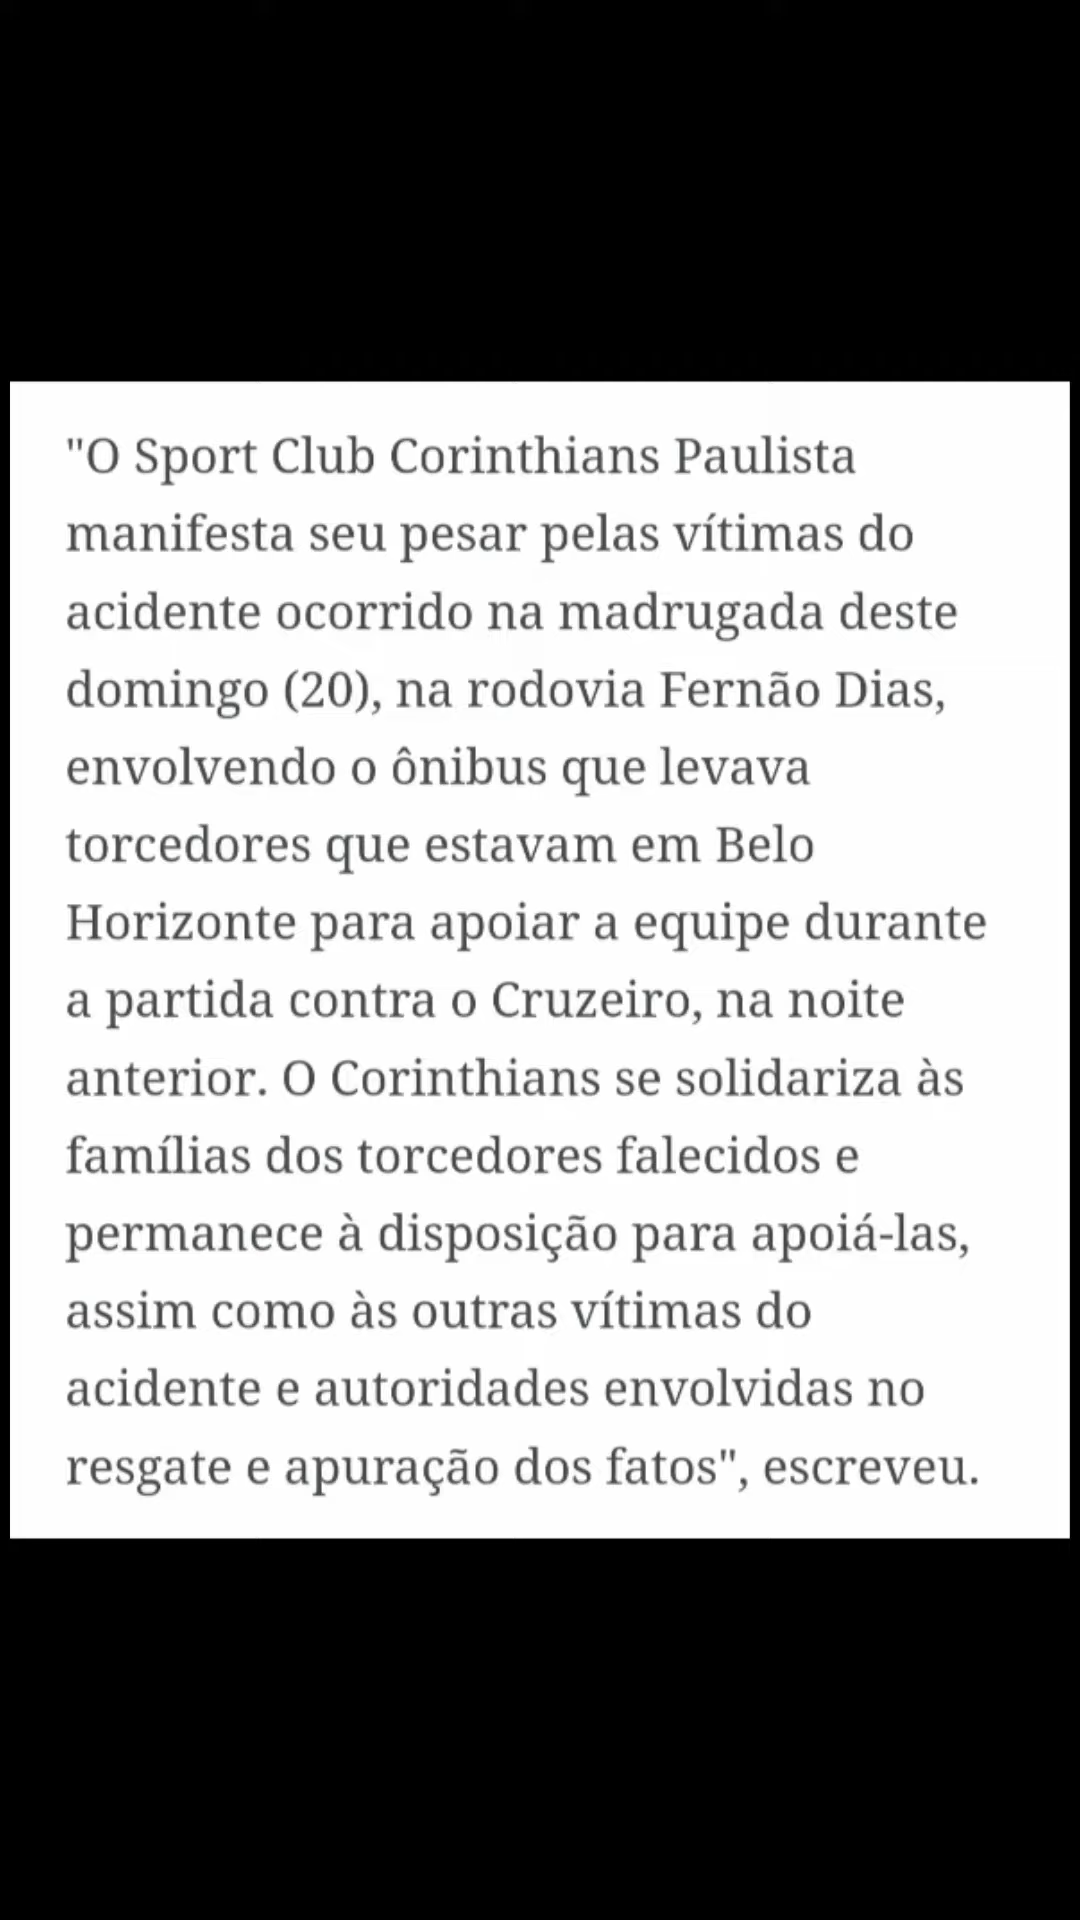 "O Sport Club Corinthians Paulista
manifesta seu pesar pelas vítimas do
acidente ocorrido na madrugada deste
domingo (20), na rodovia Fernão Dias,
envolvendo o ônibus que levava
torcedores que estavam em Belo
Horizonte para apoiar a equipe durante
a partida contra o Cruzeiro, na noite
anterior. O Corinthians se solidariza às
famílias dos torcedores falecidos e
permanece à disposição para apoiá-las,
assim como às outras vítimas do
acidente e autoridades envolvidas no
resgate e apuração dos fatos", escreveu.